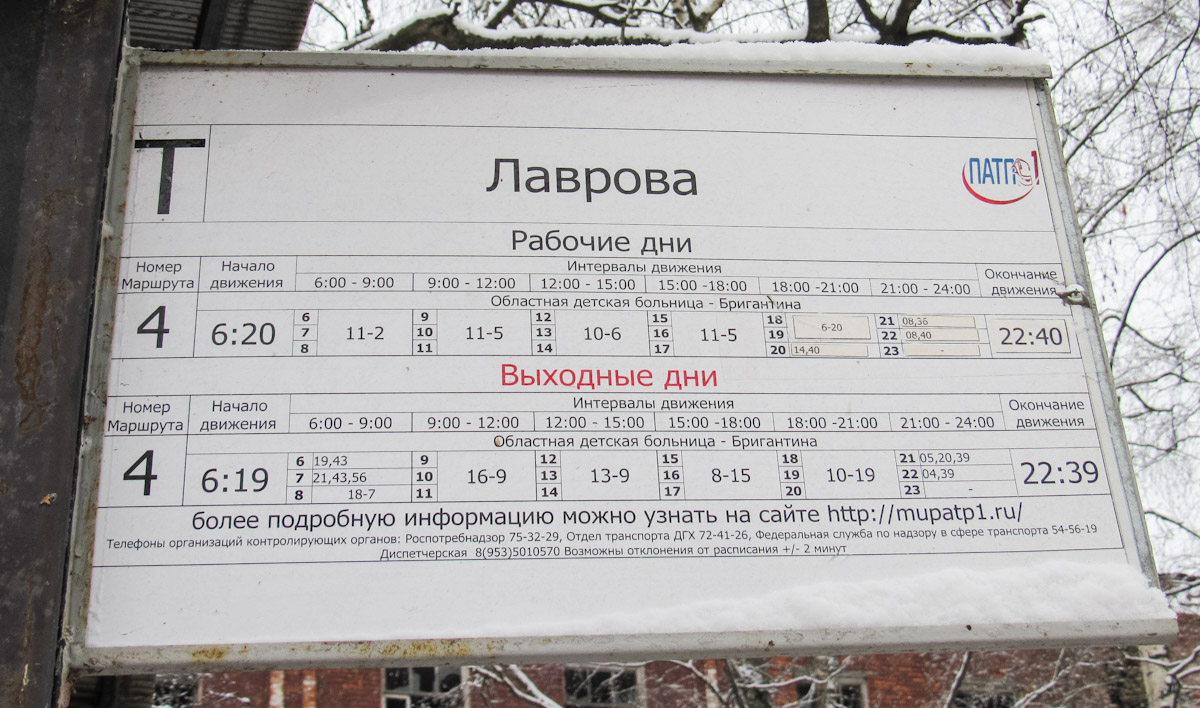 Т
Лаврова
ПАТП 1
Рабочие дни
Номер Маршрута Начало движения Интервалы движения Окончание движения
6:00 - 9:00 9:00 - 12:00 12:00 - 15:00 15:00 -18:00 18:00 -21:00 21:00 - 24:00
Областная детская больница - Бригантина
4 6:20 6 7 8 11-2 9 10 11 11-5 12 13 14 10-6 15 16 17 11-5 18 19 6-20 20 14,40 21 08,36 22 08,40 23 - 22:40
Выходные дни
Номер Маршрута Начало движения Интервалы движения Окончание движения
6:00 - 9:00 9:00 - 12:00 12:00 - 15:00 15:00 -18:00 18:00 -21:00 21:00 - 24:00
Областная детская больница - Бригантина
4 6:19 6 19,43 7 21,43,56 8 18-7 9 10 11 16-9 12 13 14 13-9 15 16 17 8-15 18 19 20 10-19 21 05,20,39 22 04,39 23 - 22:39
более подробную информацию можно узнать на сайте http://mupatp1.ru/
Телефоны организаций контролирующих органов: Роспотребнадзор 75-32-29, Отдел транспорта ДГХ 72-41-26, Федеральная служба по надзору в сфере транспорта 54-56-19
Диспетчерская 8(953)5010570 Возможны отклонения от расписания +/- 2 минут